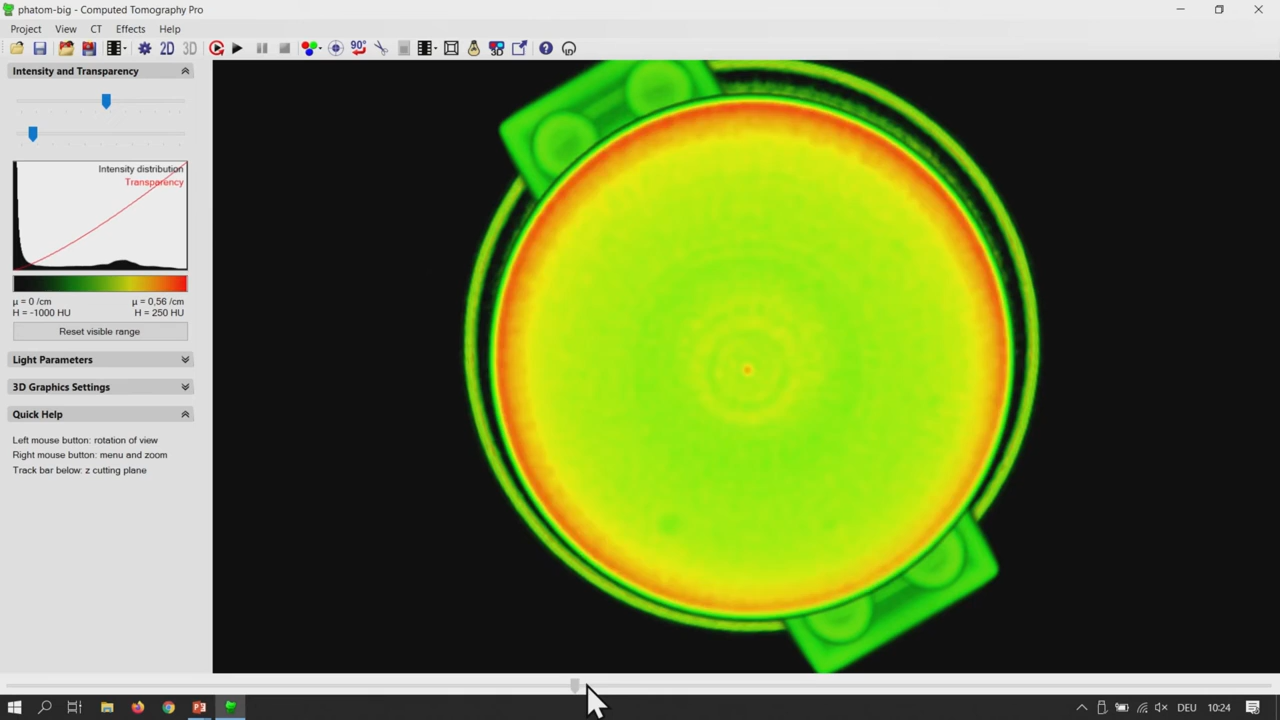 phatom-big - Computed Tomography Pro
Project View CT Effects Help
2D 3D 90° 3D
Intensity and Transparency
Intensity distribution
Transparency
μ = 0 /cm μ = 0,56 /cm
H = -1000 HU H = 250 HU
Reset visible range
Light Parameters
3D Graphics Settings
Quick Help
Left mouse button: rotation of view
Right mouse button: menu and zoom
Track bar below: z cutting plane
DEU 10:24